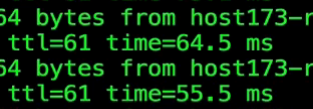 64 bytes from host173-r
ttl=61 time=64.5 ms
64 bytes from host173-r
ttl=61 time=55.5 ms